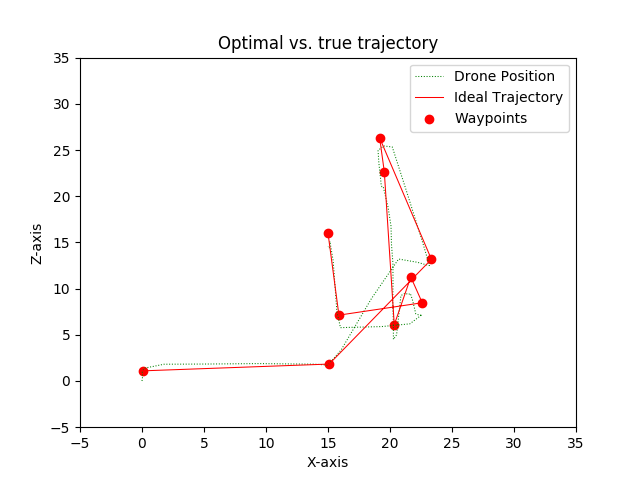 Optimal vs. true trajectory
Drone Position
Ideal Trajectory
Waypoints
35
30
25
20
15
10
5
0
−5
Z-axis
−5 0 5 10 15 20 25 30 35
X-axis